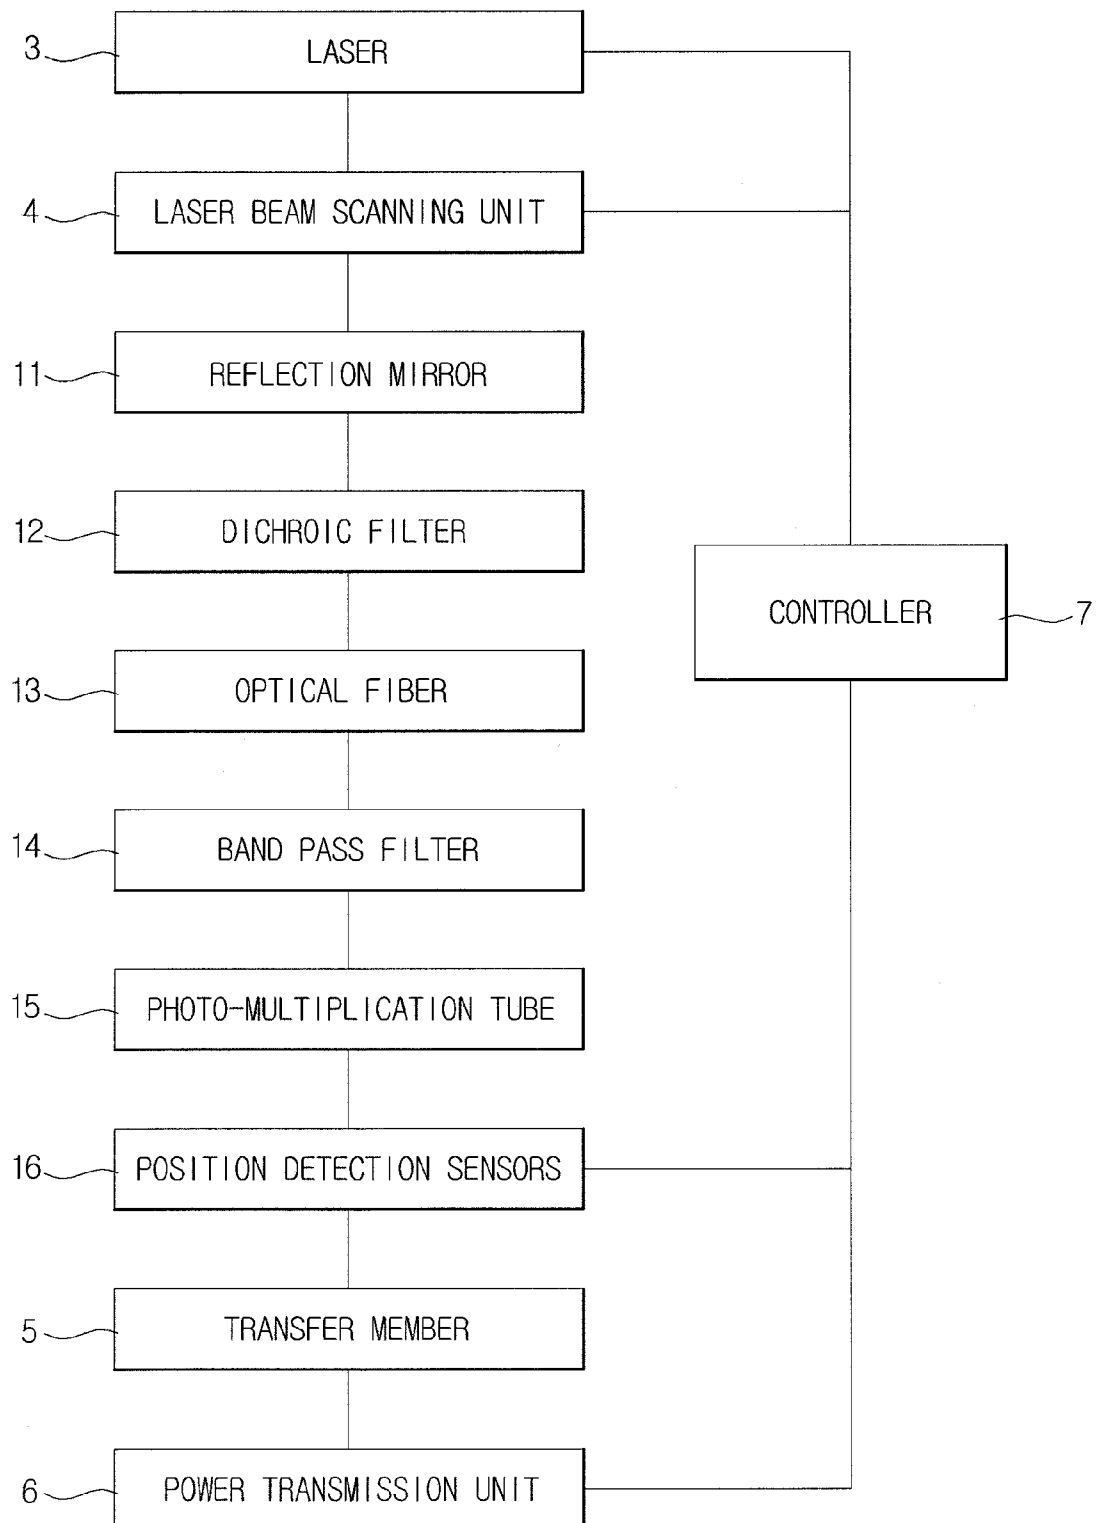 3 LASER
4 LASER BEAM SCANNING UNIT
11 REFLECTION MIRROR
12 DICHROIC FILTER
CONTROLLER 7
13 OPTICAL FIBER
14 BAND PASS FILTER
15 PHOTO-MULTIPLICATION TUBE
16 POSITION DETECTION SENSORS
5 TRANSFER MEMBER
6 POWER TRANSMISSION UNIT